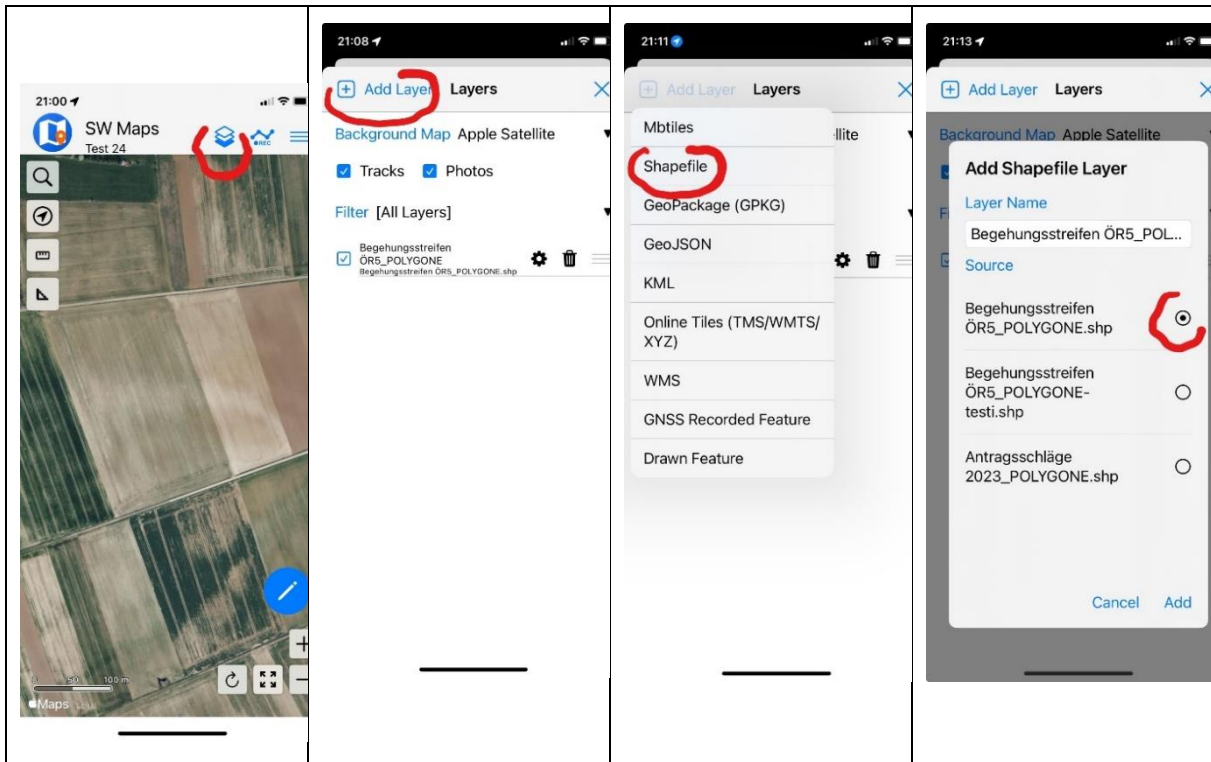 21:00
SW Maps
Test 24
REC
0 50 100 m
Maps
21:08
Add Layer Layers
Background Map Apple Satellite
Tracks Photos
Filter [All Layers]
Begehungsstreifen
ÖR5_POLYGONE
Begehungsstreifen ÖR5_POLYGONE.shp
21:11
Add Layer Layers
Mbtiles
llite
Shapefile
GeoPackage (GPKG)
GeoJSON
KML
Online Tiles (TMS/WMTS/
XYZ)
WMS
GNSS Recorded Feature
Drawn Feature
21:13
Add Layer Layers
Background Map Apple Satellite
Add Shapefile Layer
Layer Name
Begehungsstreifen ÖR5_POL...
Source
Begehungsstreifen
ÖR5_POLYGONE.shp
Begehungsstreifen
ÖR5_POLYGONE-
testi.shp
Antragsschläge
2023_POLYGONE.shp
Cancel Add